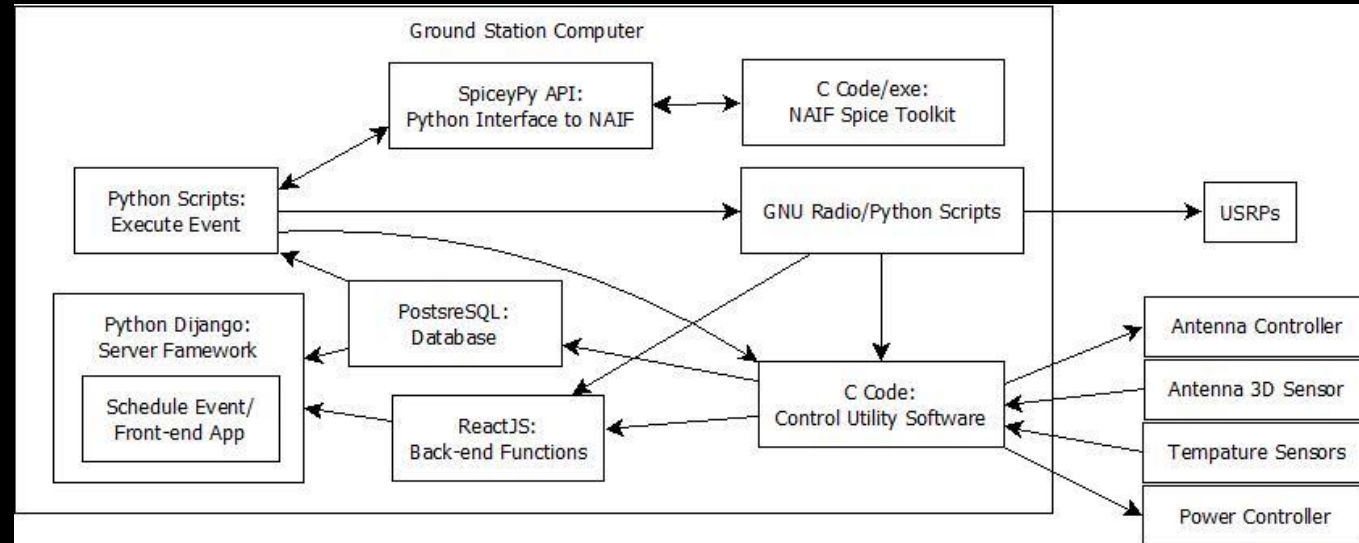 Ground Station Computer
SpiceyPy API:
Python Interface to NAIF
C Code/exe:
NAIF Spice Toolkit
Python Scripts:
Execute Event
GNU Radio/Python Scripts
USRPs
PostsreSQL:
Database
Python Dijango:
Server Famework
Schedule Event/
Front-end App
ReactJS:
Back-end Functions
C Code:
Control Utility Software
Antenna Controller
Antenna 3D Sensor
Tempature Sensors
Power Controller